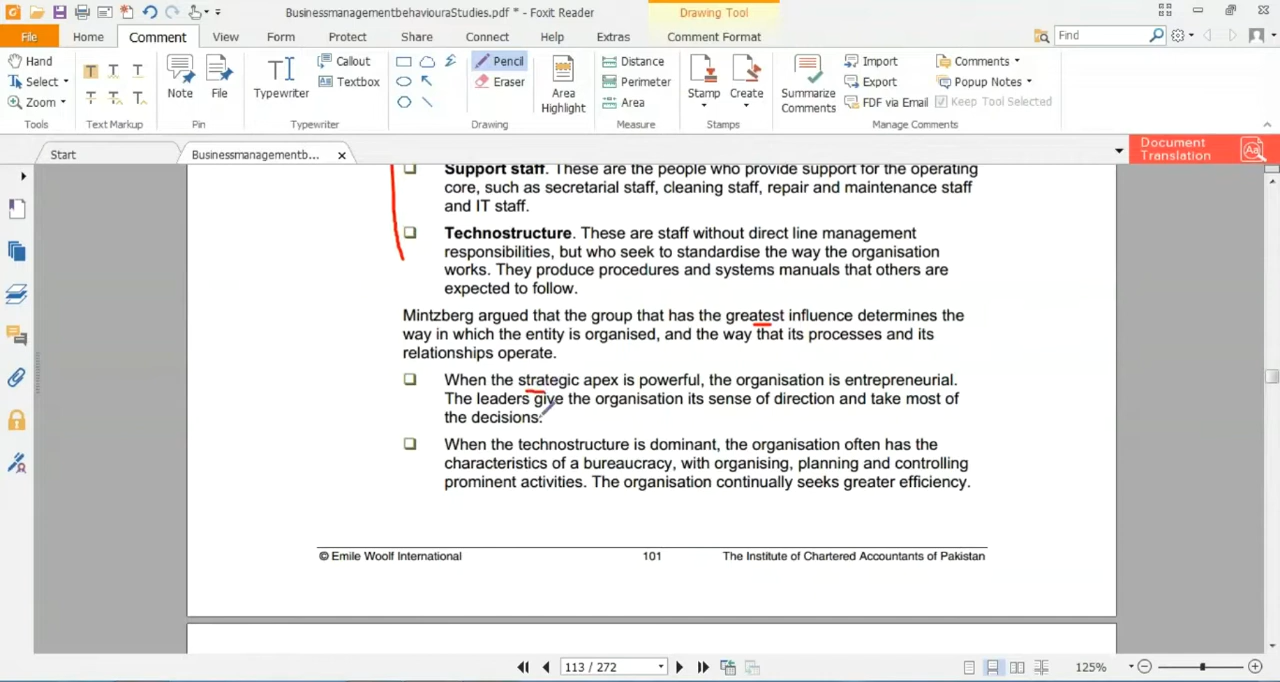 BusinessmanagementbehaviouraStudies.pdf * - Foxit Reader
Drawing Tool
File Home Comment View Form Protect Share Connect Help Extras Comment Format
Find
Hand
Select
Zoom
Tools
Text Markup
Note
File
Pin
Typewriter
Callout
Textbox
Typewriter
Pencil
Eraser
Drawing
Area
Highlight
Distance
Perimeter
Area
Measure
Stamp
Create
Stamps
Summarize
Comments
Import
Export
FDF via Email
Comments
Popup Notes
Keep Tool Selected
Manage Comments
Start
Businessmanagementb...
Document
Translation
Support staff. These are the people who provide support for the operating
core, such as secretarial staff, cleaning staff, repair and maintenance staff
and IT staff.
Technostructure. These are staff without direct line management
responsibilities, but who seek to standardise the way the organisation
works. They produce procedures and systems manuals that others are
expected to follow.
Mintzberg argued that the group that has the greatest influence determines the
way in which the entity is organised, and the way that its processes and its
relationships operate.
When the strategic apex is powerful, the organisation is entrepreneurial.
The leaders give the organisation its sense of direction and take most of
the decisions.
When the technostructure is dominant, the organisation often has the
characteristics of a bureaucracy, with organising, planning and controlling
prominent activities. The organisation continually seeks greater efficiency.
© Emile Woolf International 101 The Institute of Chartered Accountants of Pakistan
113 / 272
125%